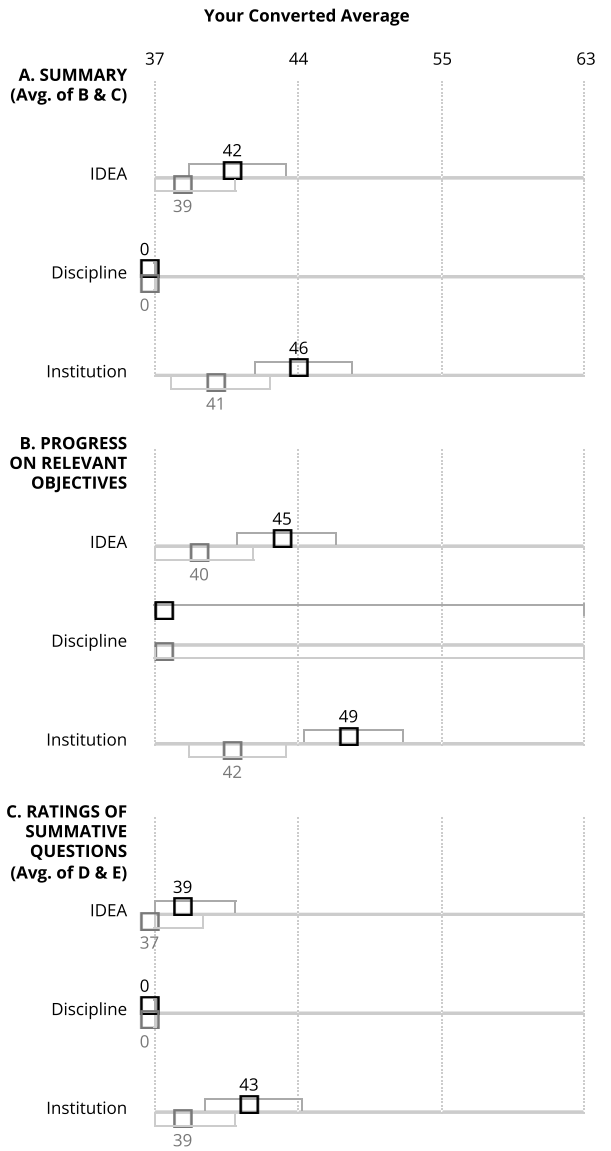 Your Converted Average
37 44 55 63
A. SUMMARY
(Avg. of B & C)
42
IDEA
39
0
Discipline
0
46
Institution
41
B. PROGRESS
ON RELEVANT
OBJECTIVES
45
IDEA
40
Discipline
49
Institution
42
C. RATINGS OF
SUMMATIVE
QUESTIONS
(Avg. of D & E)
39
IDEA
37
0
Discipline
0
43
Institution
39